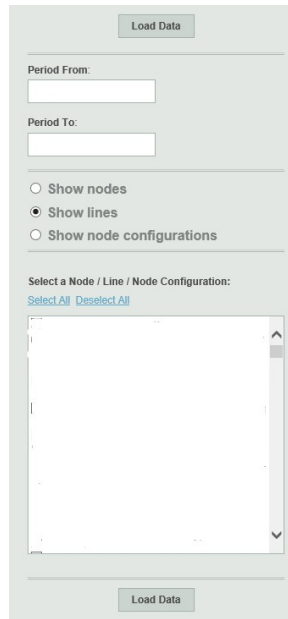 Load Data
Period From:
Period To:
Show nodes
Show lines
Show node configurations
Select a Node / Line / Node Configuration:
Select All Deselect All
Load Data